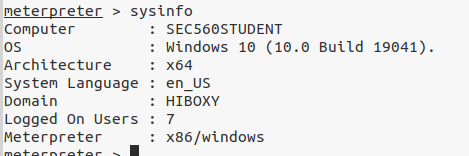 meterpreter > sysinfo
Computer        : SEC560STUDENT
OS              : Windows 10 (10.0 Build 19041).
Architecture    : x64
System Language : en_US
Domain          : HIBOXY
Logged On Users : 7
Meterpreter     : x86/windows
meterpreter >